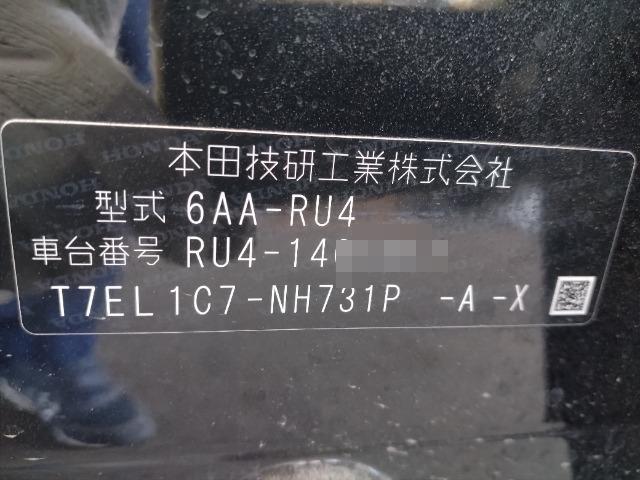 本田技研工業株式会社
型式 6AA-RU4
車台番号 RU4-140
T7EL1C7-NH731P -A -X